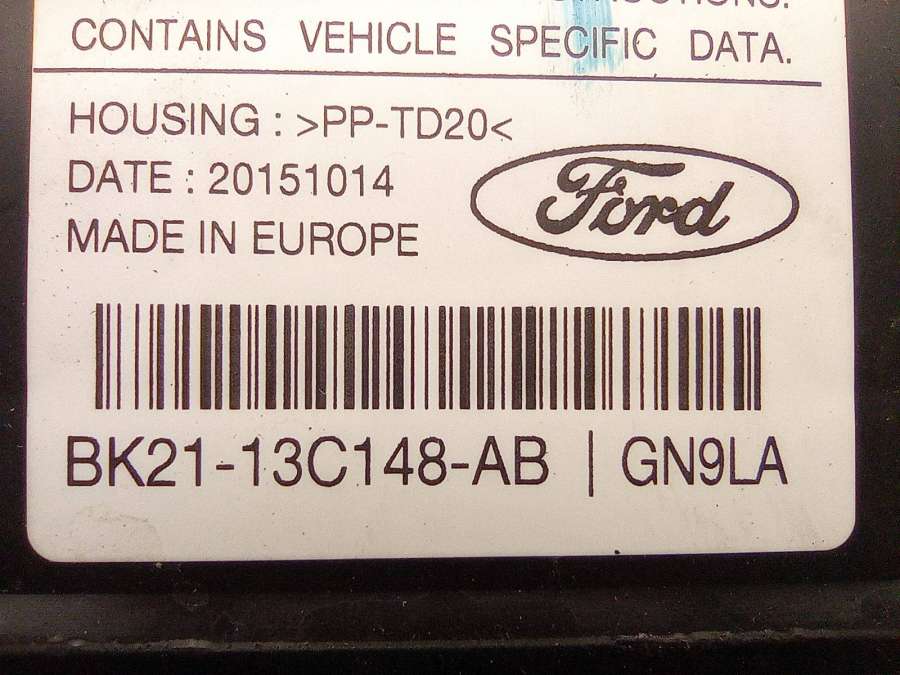 CONTAINS VEHICLE SPECIFIC DATA.
HOUSING : >PP-TD20<
DATE : 20151014
MADE IN EUROPE
Ford
BK21-13C148-AB | GN9LA